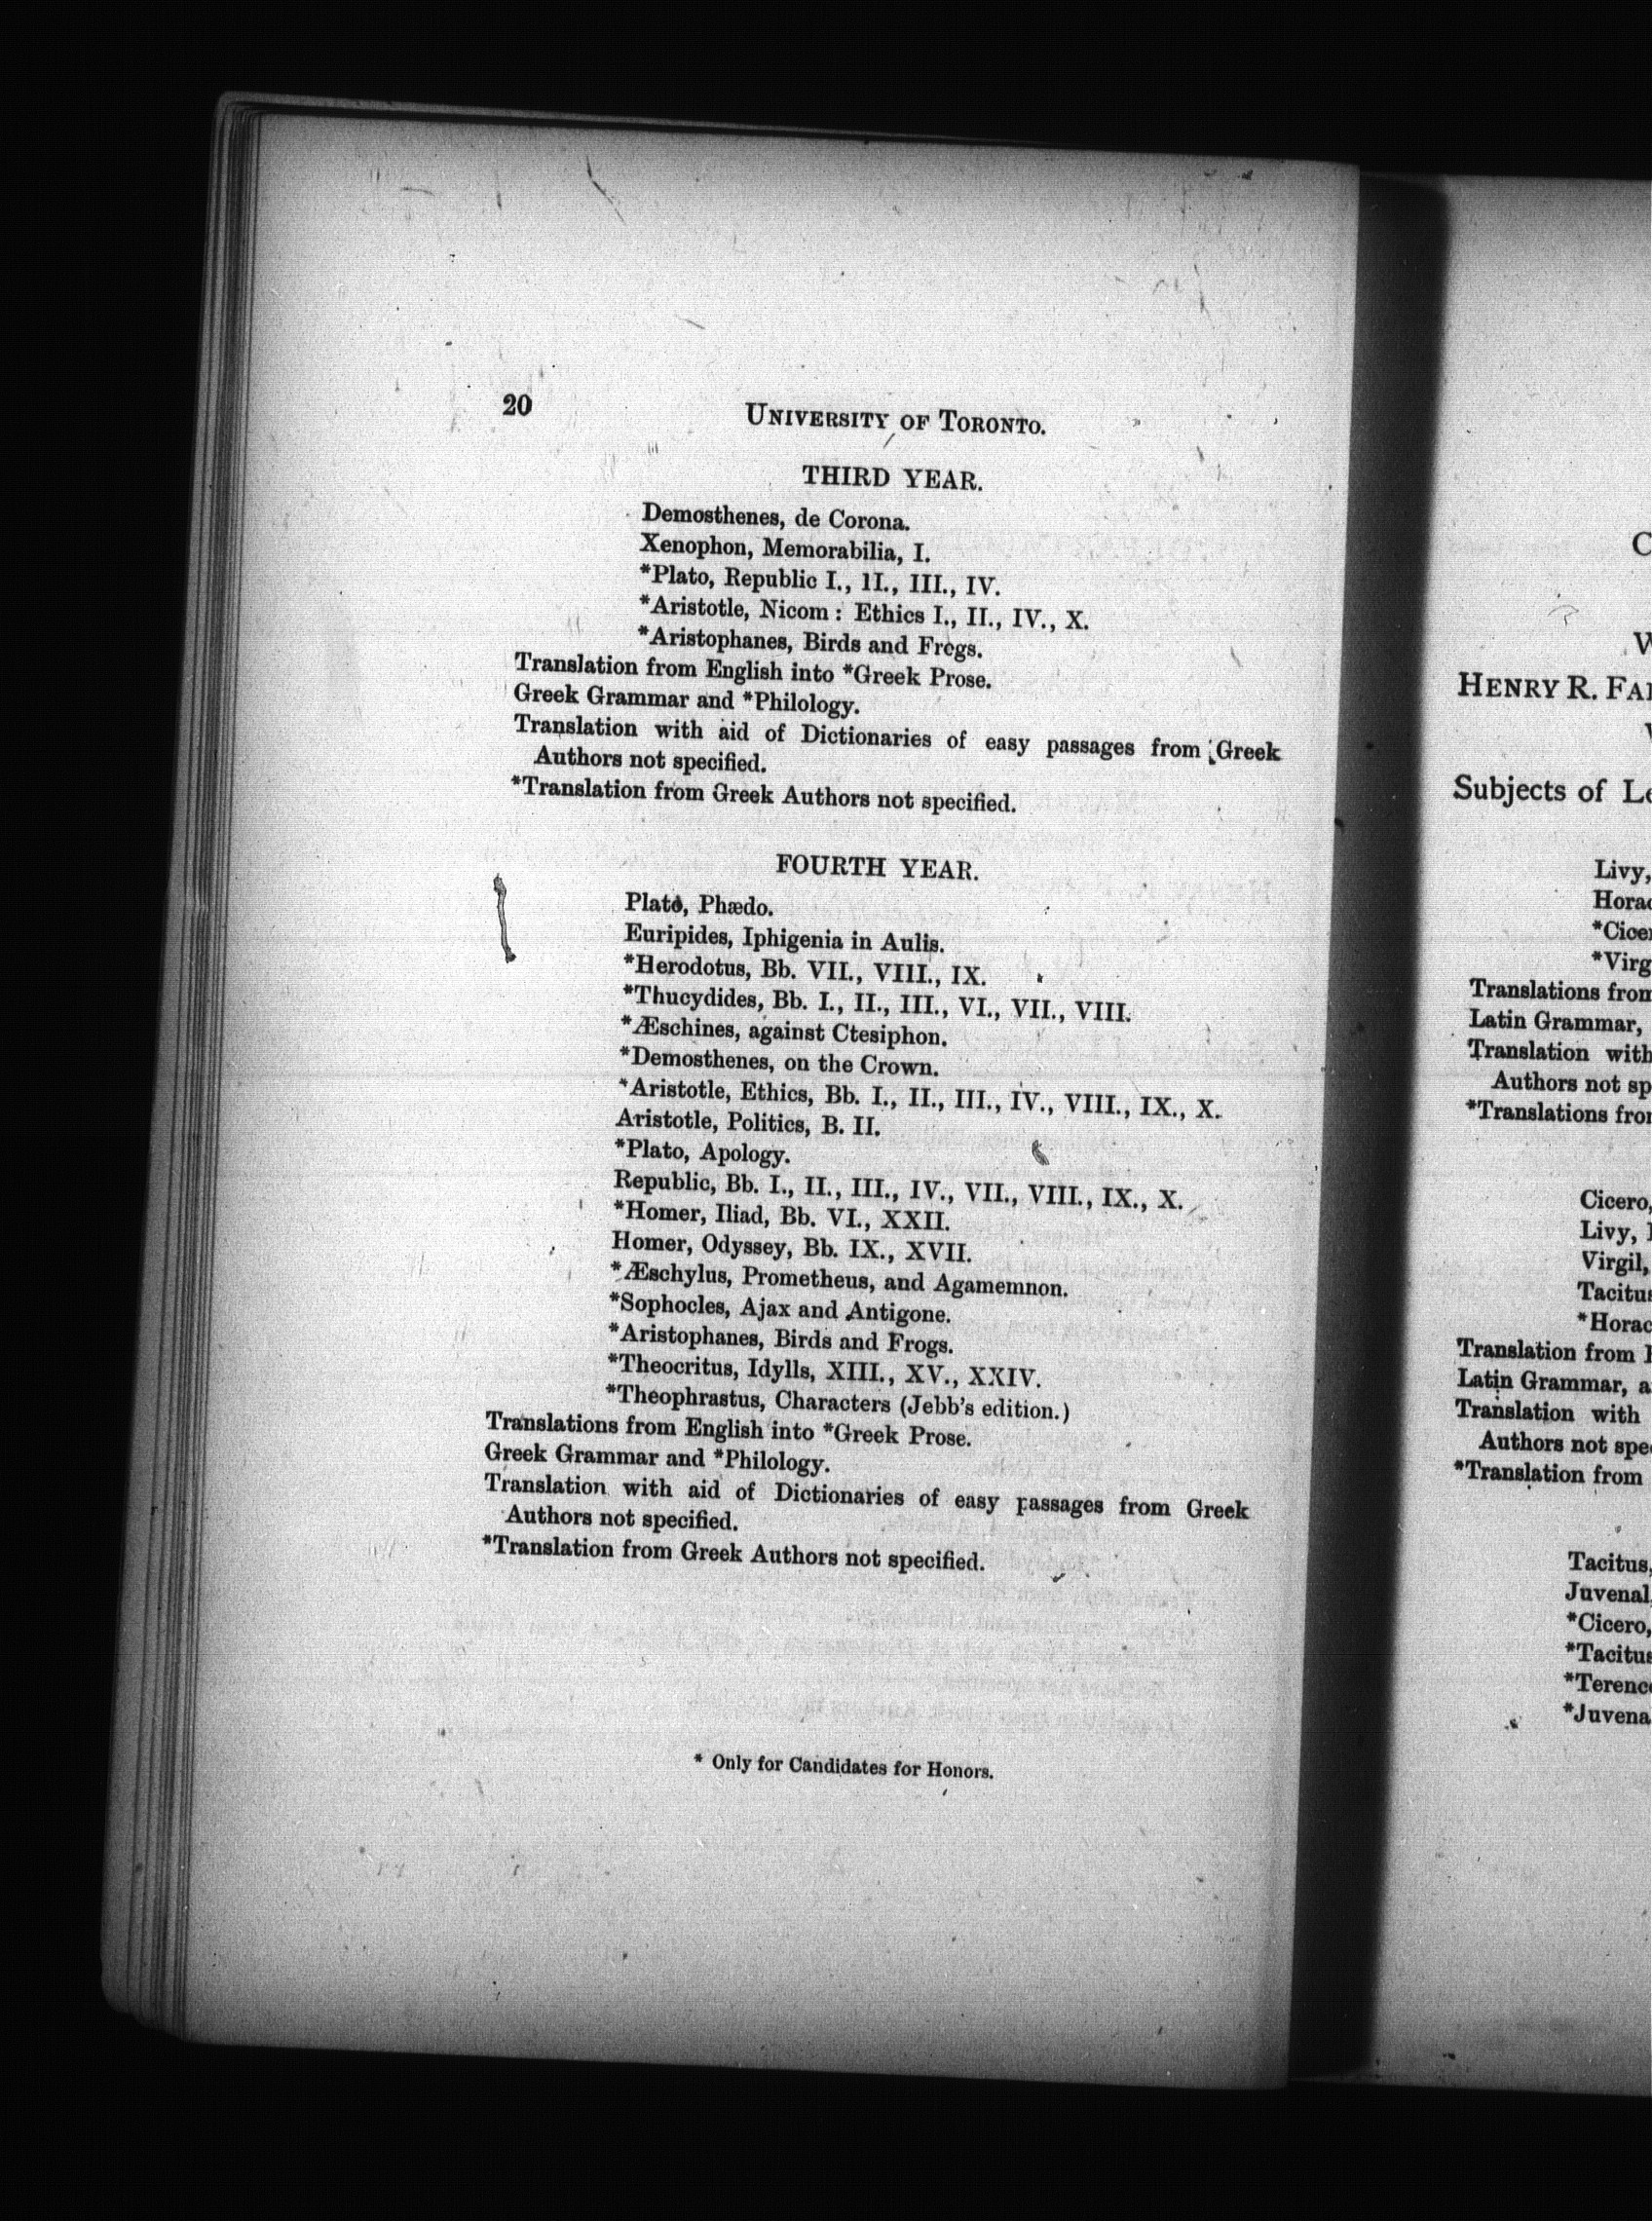 20 UNIVERSITY OF TORONTO.
THIRD YEAR.
Demosthenes, de Corona.
Xenophon, Memorabilia, I.
*Plato, Republic I., II., III., IV.
*Aristotle, Nicom: Ethics I., II., IV., X.
*Aristophanes, Birds and Frogs.
Translation from English into *Greek Prose.
Greek Grammar and *Philology.
Translation with aid of Dictionaries of easy passages from Greek
Authors not specified.
*Translation from Greek Authors not specified.
FOURTH YEAR.
Plato, Phædo.
Euripides, Iphigenia in Aulis.
*Herodotus, Bb. VII., VIII., IX.
*Thucydides, Bb. I., II., III., VI., VII., VIII.
*Æschines, against Ctesiphon.
*Demosthenes, on the Crown.
*Aristotle, Ethics, Bb. I., II., III., IV., VIII., IX., X.
Aristotle, Politics, B. II.
*Plato, Apology.
Republic, Bb. I., II., III., IV., VII., VIII., IX., X.
*Homer, Iliad, Bb. VI., XXII.
Homer, Odyssey, Bb. IX., XVII.
*Æschylus, Prometheus, and Agamemnon.
*Sophocles, Ajax and Antigone.
*Aristophanes, Birds and Frogs.
*Theocritus, Idylls, XIII., XV., XXIV.
*Theophrastus, Characters (Jebb's edition.)
Translations from English into *Greek Prose.
Greek Grammar and *Philology.
Translation with aid of Dictionaries of easy passages from Greek
Authors not specified.
*Translation from Greek Authors not specified.
* Only for Candidates for Honors.
HENRY R.
Subjects of
Livy,
Translations from
Latin Grammar,
Translation with
Authors not
*Translations
Cicero,
Livy,
Virgil,
Tacitus
Translation from
Latin Grammar,
Translation with
Authors not
*Translation from
Tacitus,
Juvenal
*Cicero,
*Tacitus